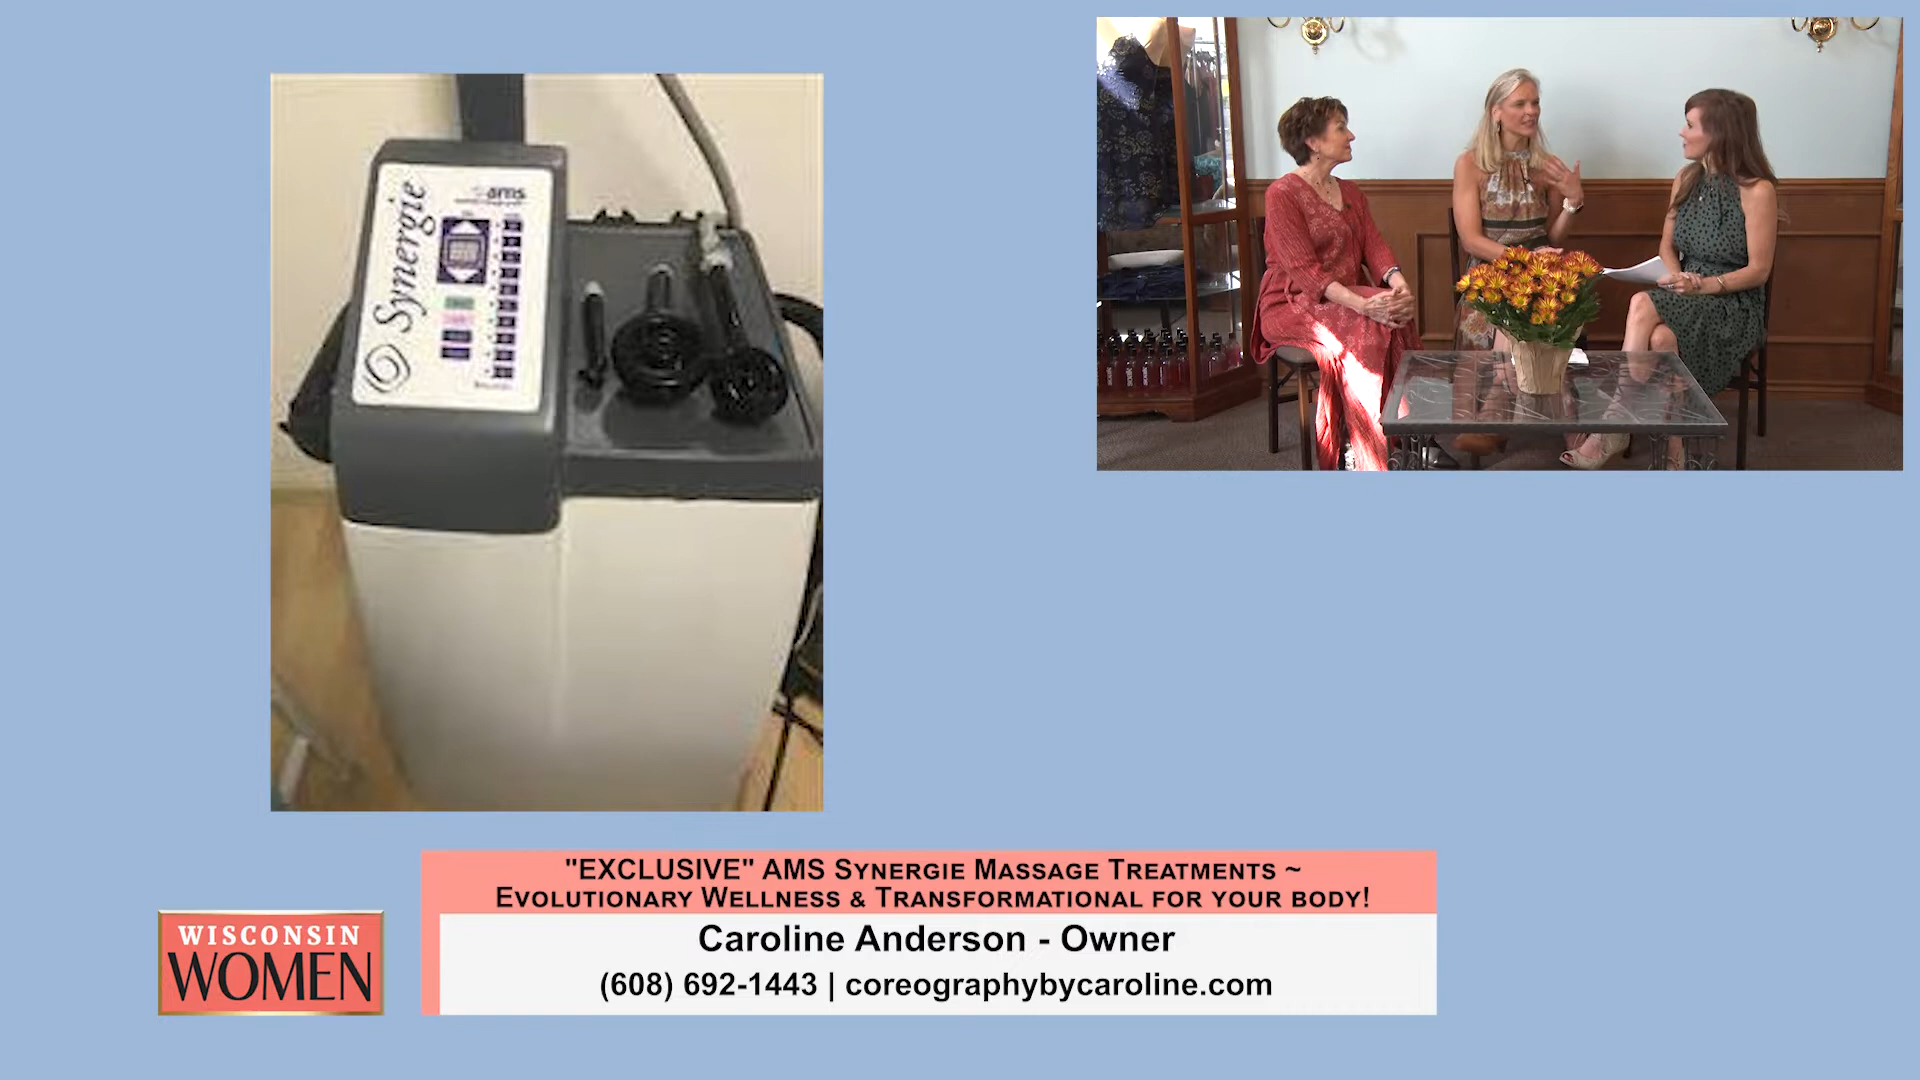 Synergie
ams
"EXCLUSIVE" AMS SYNERGIE MASSAGE TREATMENTS ~
EVOLUTIONARY WELLNESS & TRANSFORMATIONAL FOR YOUR BODY!
WISCONSIN
WOMEN
Caroline Anderson - Owner
(608) 692-1443 | coreographybycaroline.com